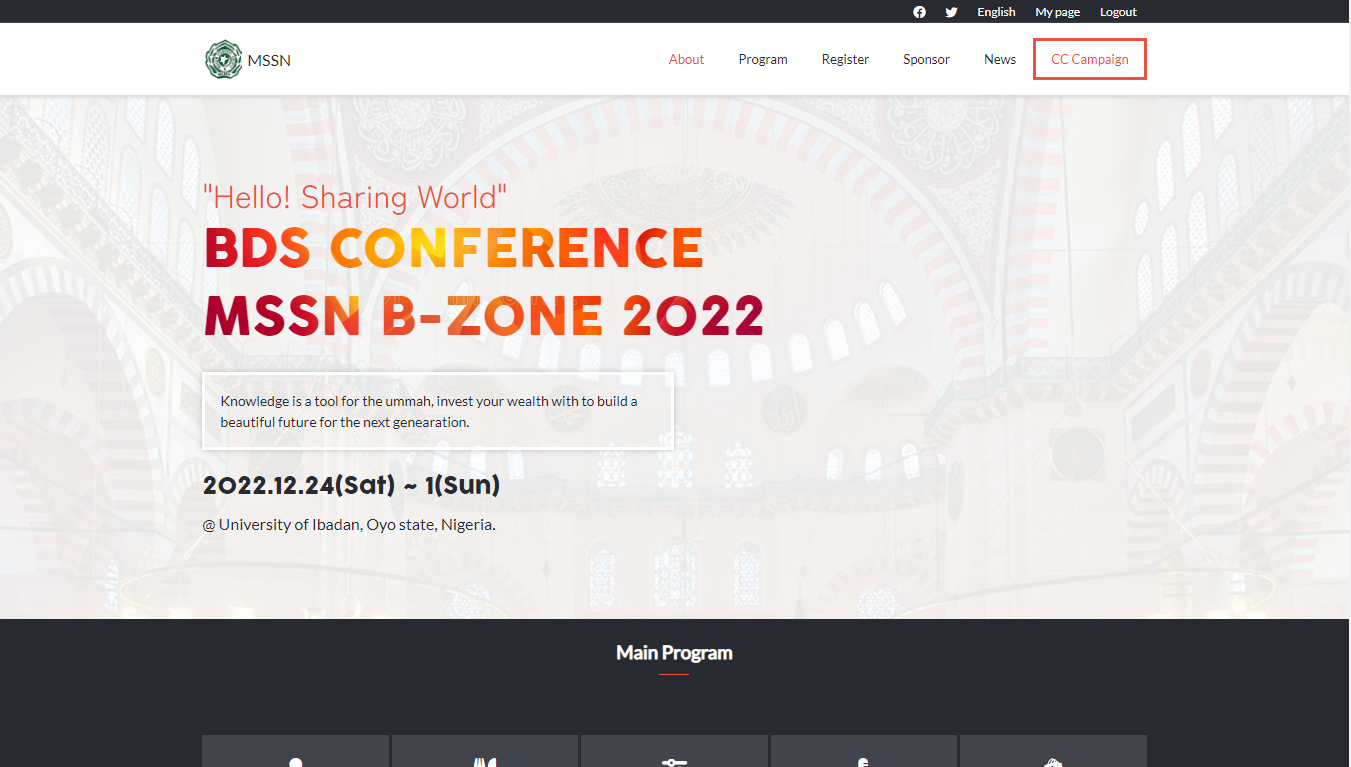 English My page Logout
MSSN About Program Register Sponsor News CC Campaign
"Hello! Sharing World"
BDS CONFERENCE
MSSN B-ZONE 2022
Knowledge is a tool for the ummah, invest your wealth with to build a
beautiful future for the next genearation.
2022.12.24(Sat) ~ 1(Sun)
@ University of Ibadan, Oyo state, Nigeria.
Main Program